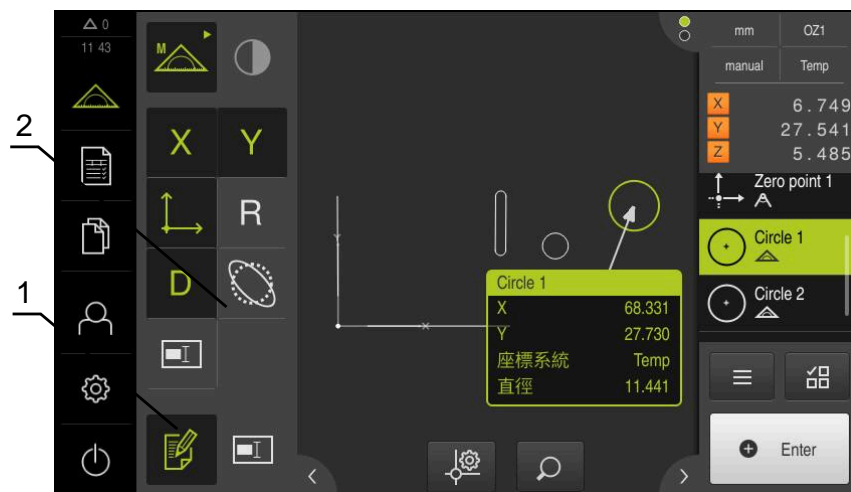 0
11 43
M
X
Y
R
D
2
1
Circle 1
X 68.331
Y 27.730
座標系統 Temp
直徑 11.441
mm OZ1
manual Temp
X 6.749
Y 27.541
Z 5.485
Zero point 1
Circle 1
Circle 2
Enter